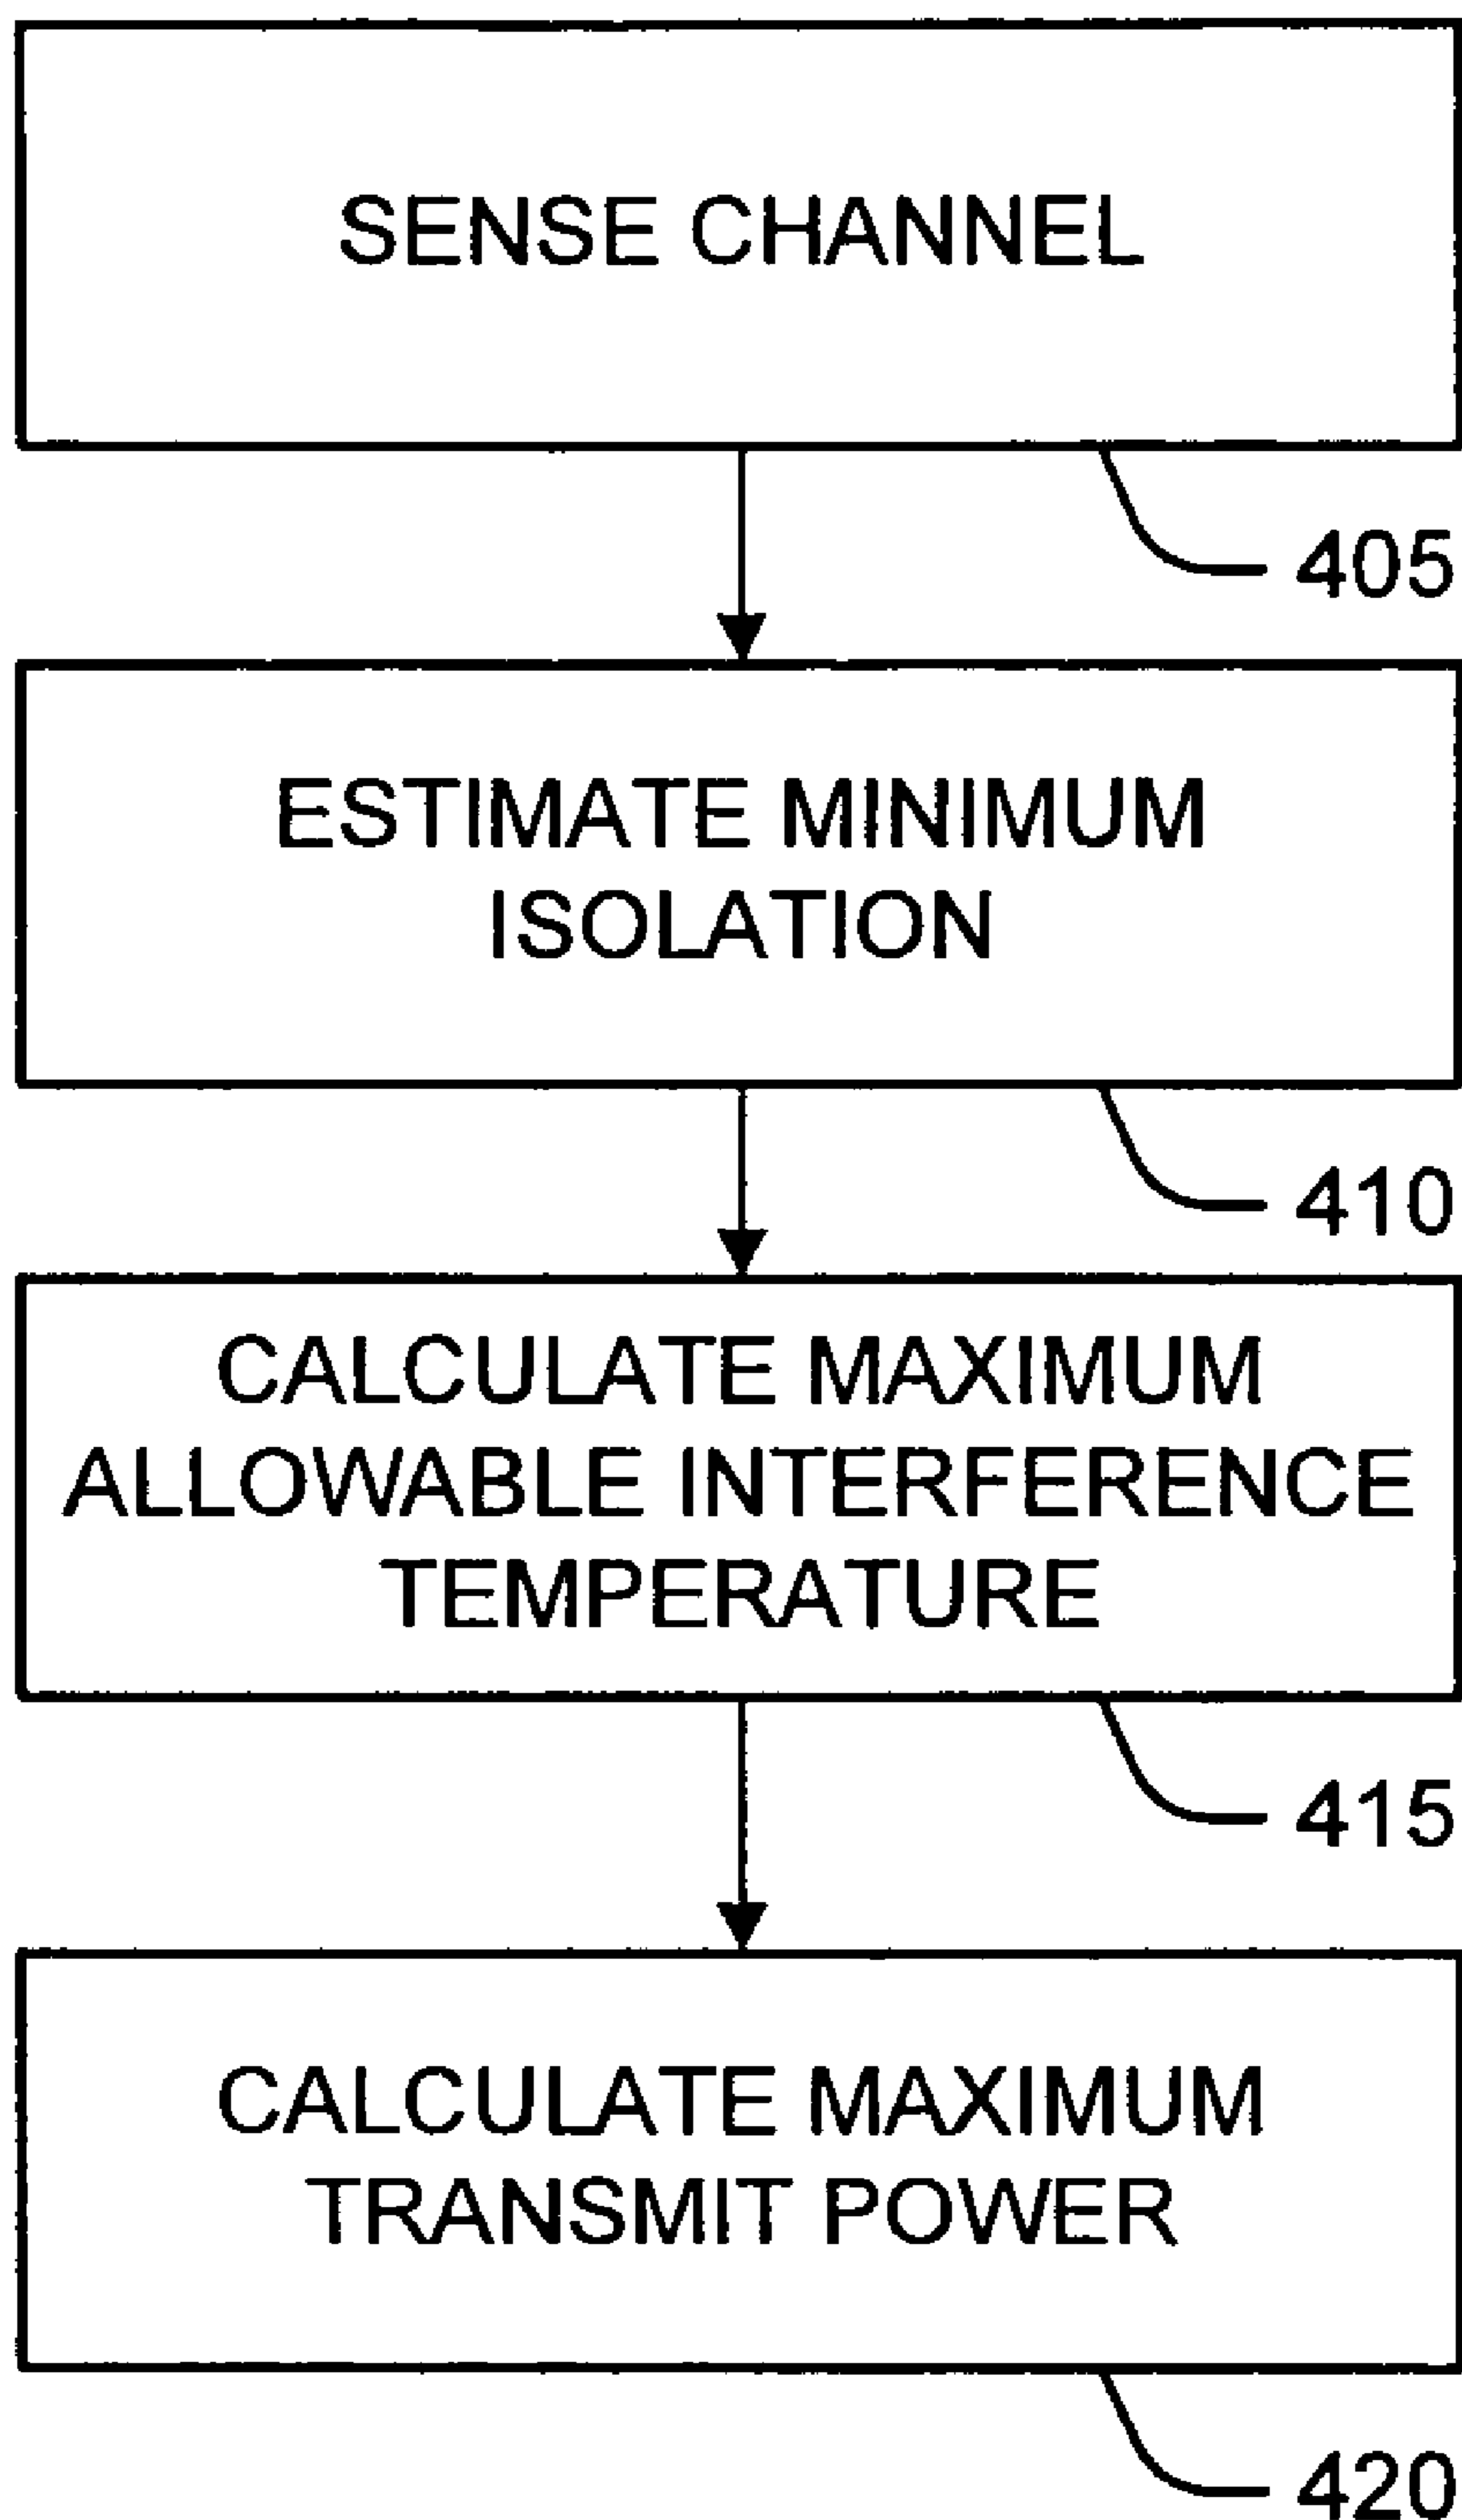 SENSE CHANNEL
405
ESTIMATE MINIMUM
ISOLATION
410
CALCULATE MAXIMUM
ALLOWABLE INTERFERENCE
TEMPERATURE
415
CALCULATE MAXIMUM
TRANSMIT POWER
420